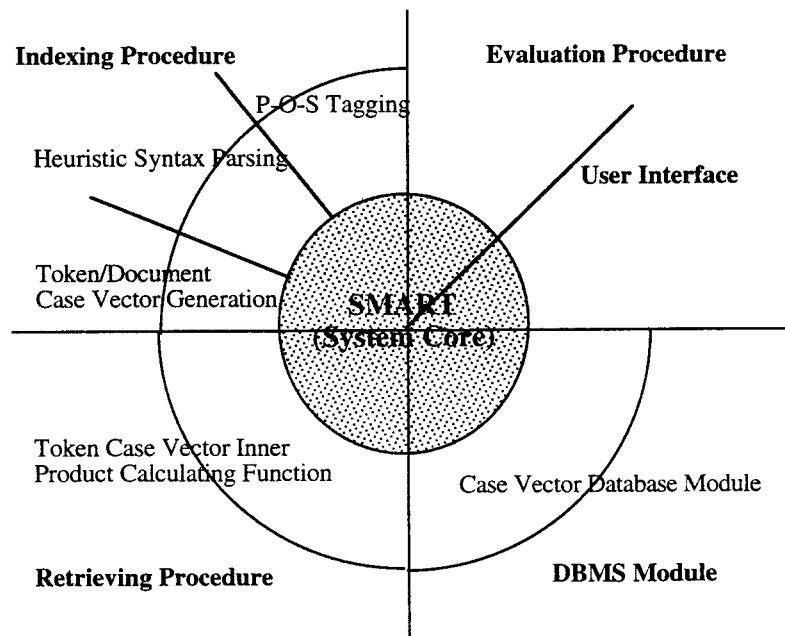 Indexing Procedure
Evaluation Procedure
P-O-S Tagging
Heuristic Syntax Parsing
User Interface
Token/Document
Case Vector Generation
SMART
(System Core)
Token Case Vector Inner
Product Calculating Function
Case Vector Database Module
Retrieving Procedure
DBMS Module